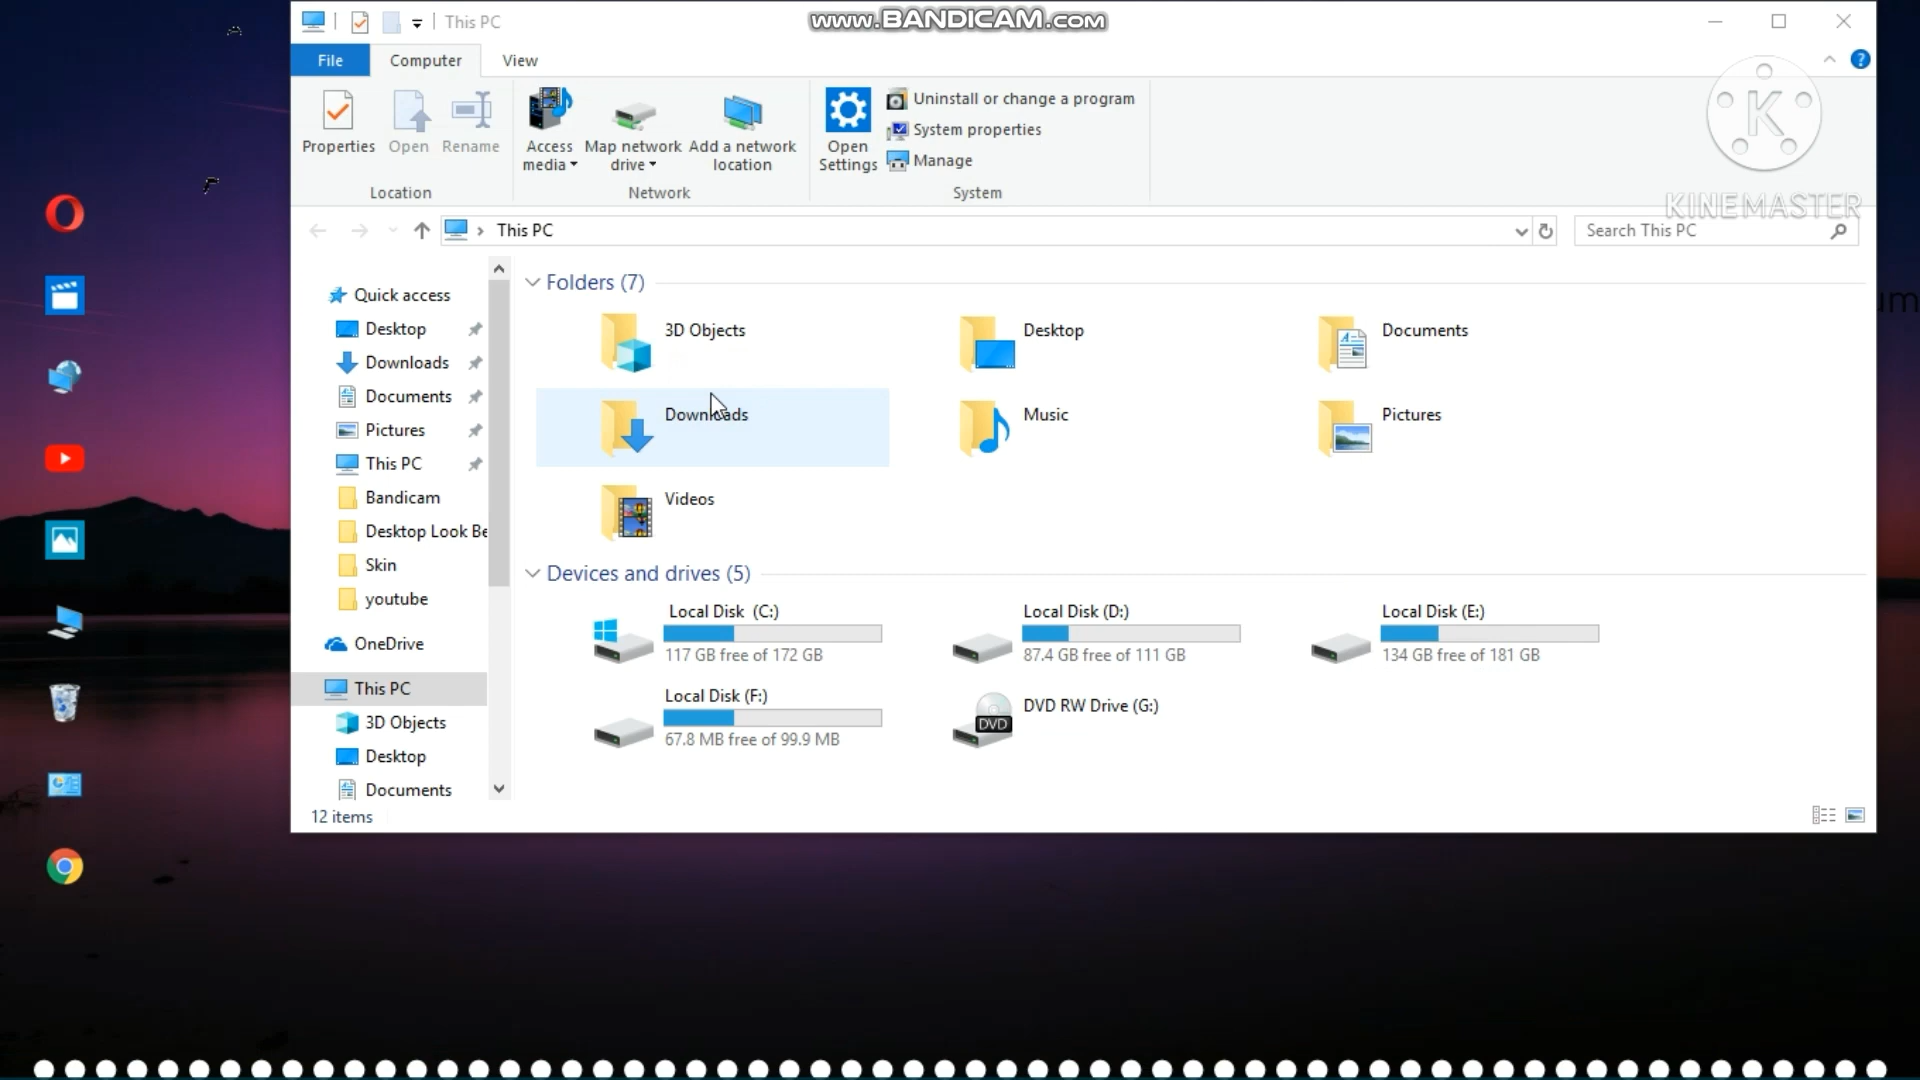 This PC
www.BANDICAM.com
File
Computer
View
Properties
Open
Rename
Access media
Map network drive
Add a network location
Open Settings
Uninstall or change a program
System properties
Manage
Location
Network
System
K
KINEMASTER
This PC
Search This PC
Quick access
Desktop
Downloads
Documents
Pictures
This PC
Bandicam
Desktop Look Be
Skin
youtube
OneDrive
This PC
3D Objects
Desktop
Documents
Folders (7)
3D Objects
Desktop
Documents
Downloads
Music
Pictures
Videos
Devices and drives (5)
Local Disk (C:)
117 GB free of 172 GB
Local Disk (D:)
87.4 GB free of 111 GB
Local Disk (E:)
134 GB free of 181 GB
Local Disk (F:)
67.8 MB free of 99.9 MB
DVD RW Drive (G:)
DVD
12 items